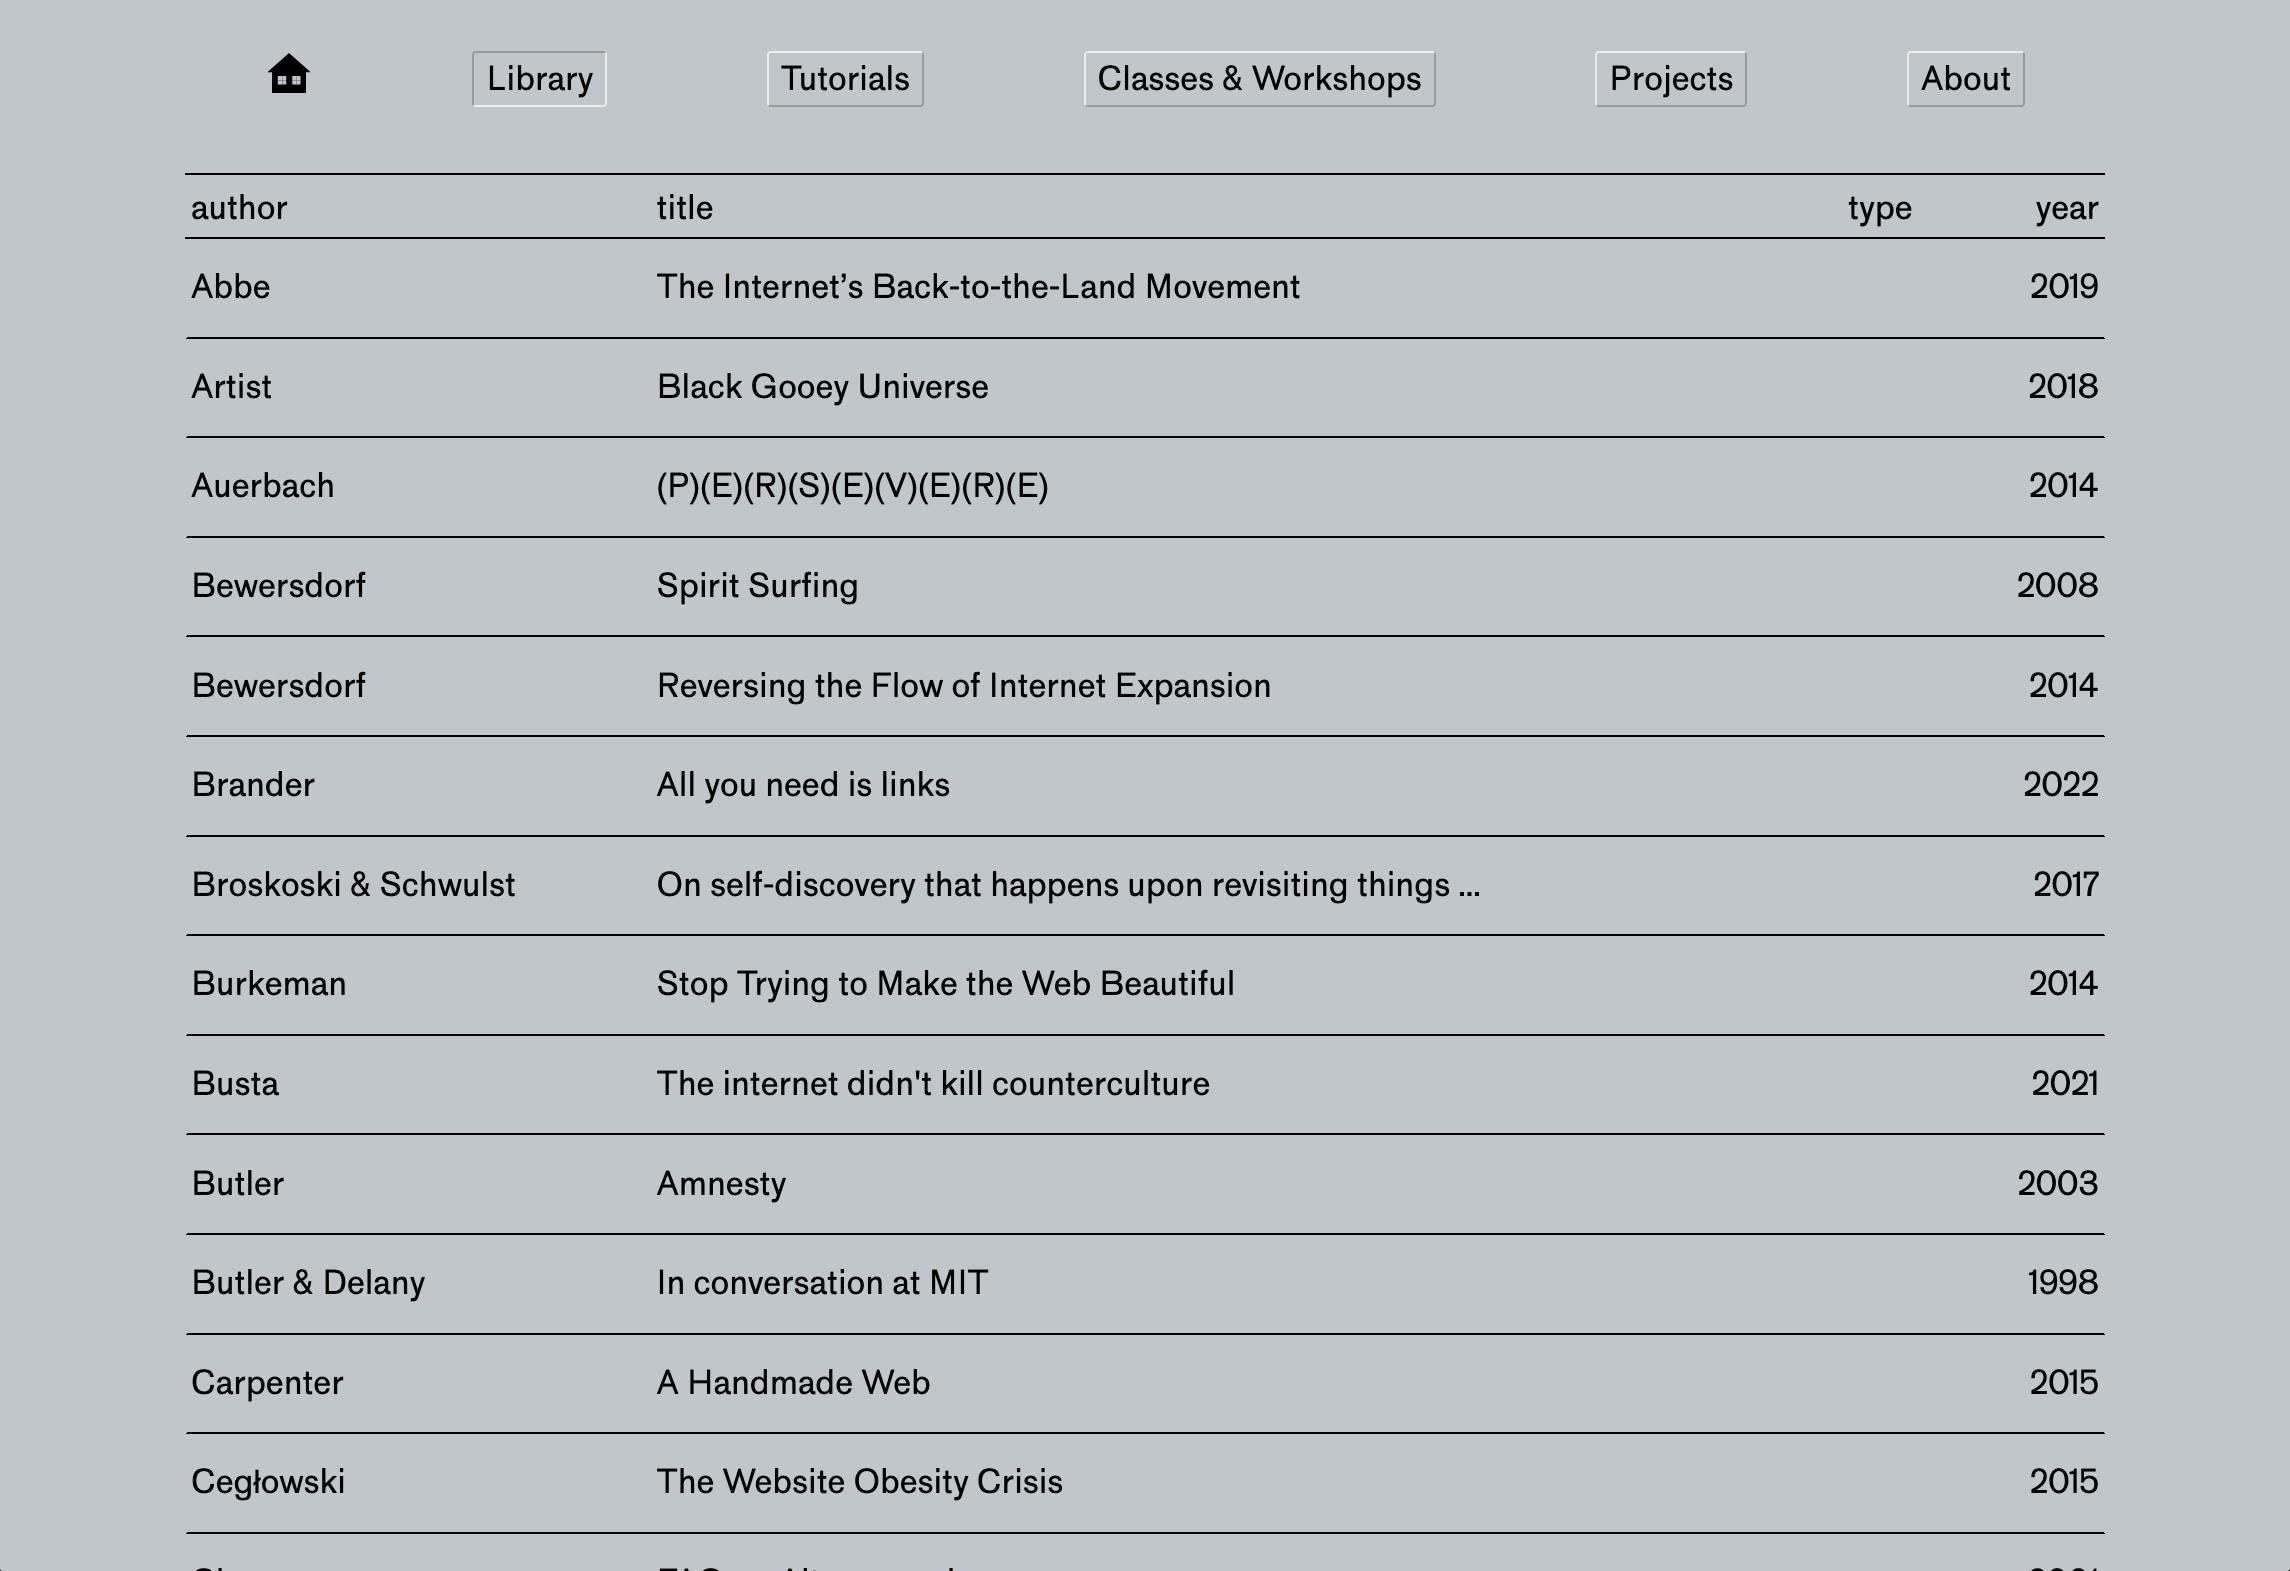 Library Tutorials Classes & Workshops Projects About
author title type year
Abbe The Internet’s Back-to-the-Land Movement 2019
Artist Black Gooey Universe 2018
Auerbach (P)(E)(R)(S)(E)(V)(E)(R)(E) 2014
Bewersdorf Spirit Surfing 2008
Bewersdorf Reversing the Flow of Internet Expansion 2014
Brander All you need is links 2022
Broskoski & Schwulst On self-discovery that happens upon revisiting things ... 2017
Burkeman Stop Trying to Make the Web Beautiful 2014
Busta The internet didn't kill counterculture 2021
Butler Amnesty 2003
Butler & Delany In conversation at MIT 1998
Carpenter A Handmade Web 2015
Cegłowski The Website Obesity Crisis 2015